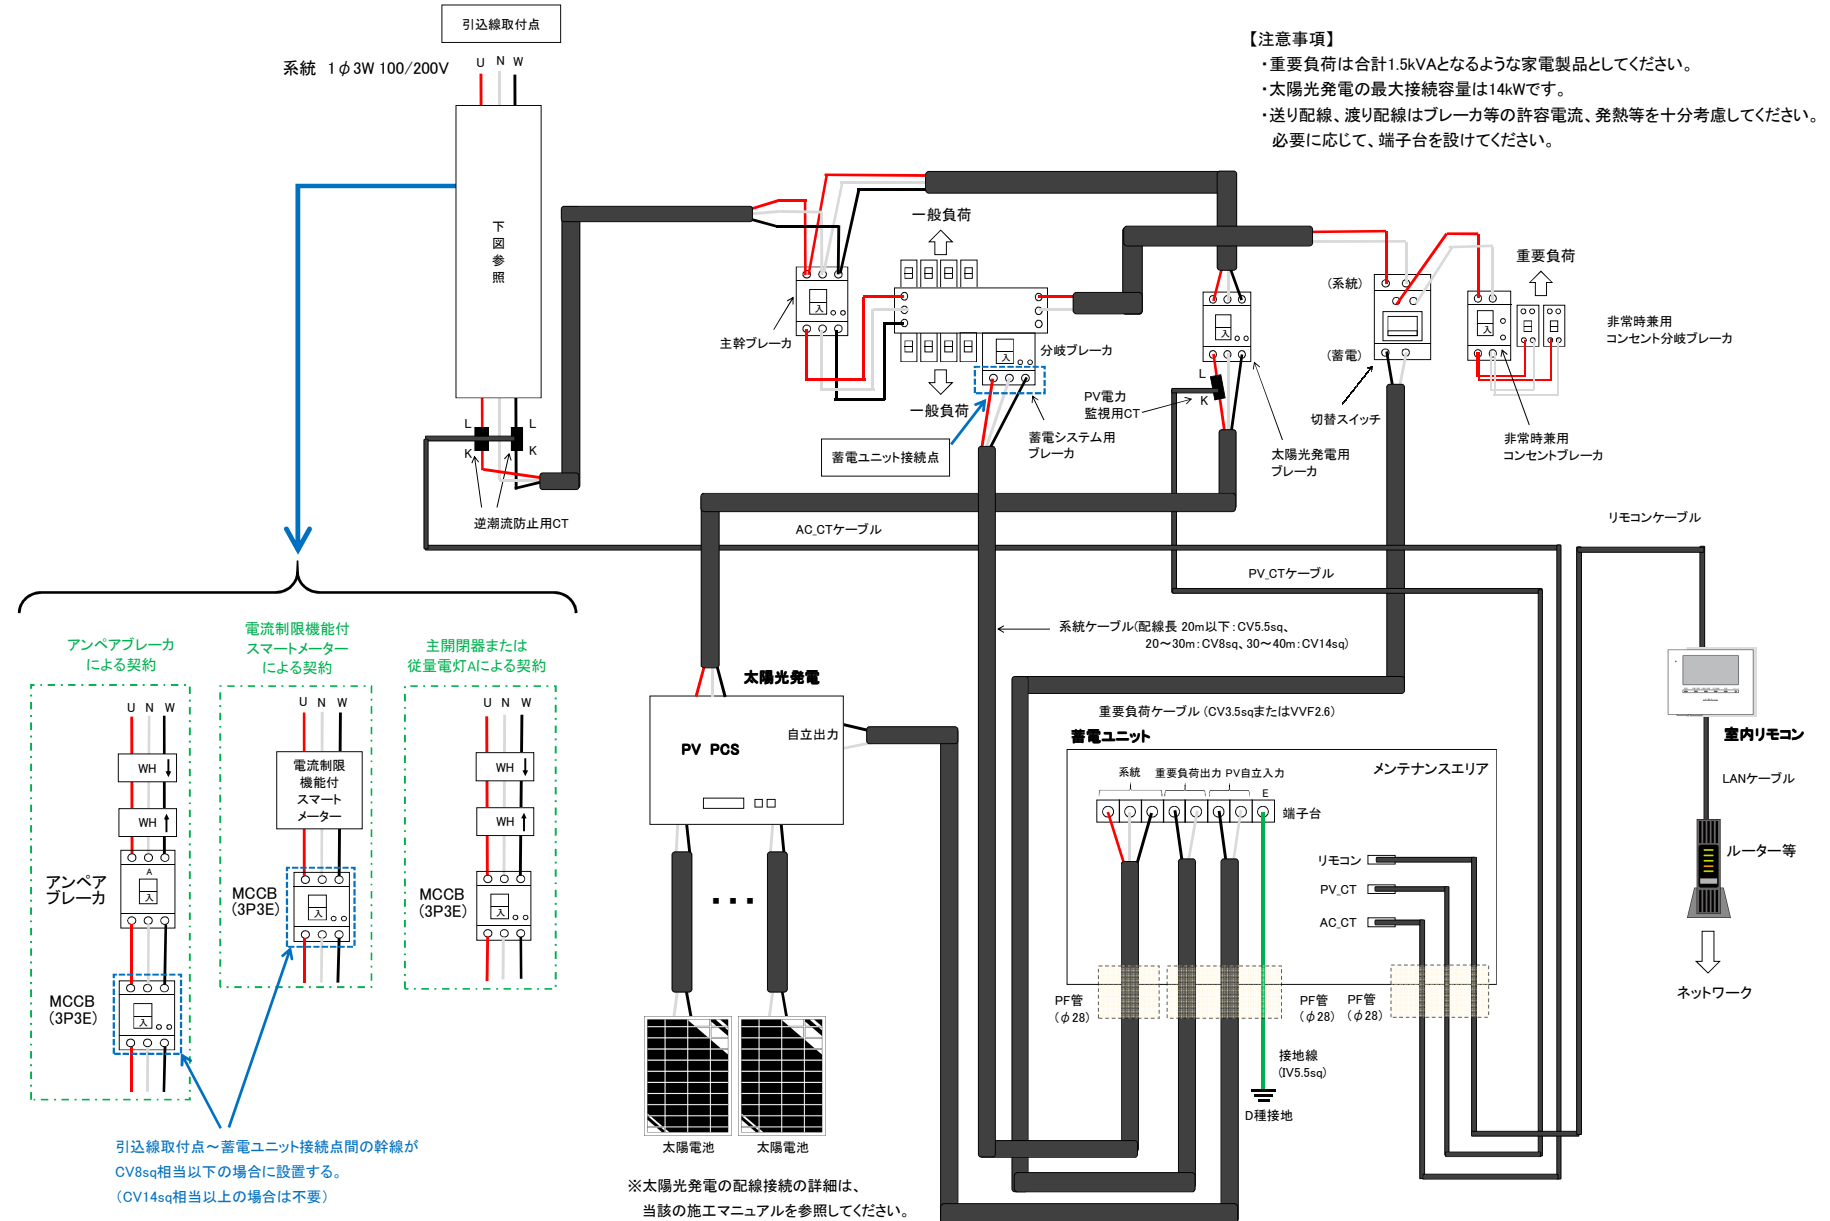 引込線取付点
系統 1φ3W 100/200V
U N W
【注意事項】
・重要負荷は合計1.5kVAとなるような家電製品としてください。
・太陽光発電の最大接続容量は14kWです。
・送り配線、渡り配線はブレーカ等の許容電流、発熱等を十分考慮してください。
必要に応じて、端子台を設けてください。
下図参照
一般負荷
入
主幹ブレーカ
入
分岐ブレーカ
一般負荷
蓄電システム用
ブレーカ
蓄電ユニット接続点
入
L
K
PV電力
監視用CT
太陽光発電用
ブレーカ
(系統)
(蓄電)
切替スイッチ
重要負荷
入
非常時兼用
コンセント分岐ブレーカ
非常時兼用
コンセントブレーカ
L
L
K
K
逆潮流防止用CT
AC_CTケーブル
PV_CTケーブル
リモコンケーブル
系統ケーブル(配線長 20m以下:CV5.5sq、
20～30m:CV8sq、30～40m:CV14sq)
重要負荷ケーブル (CV3.5sqまたはVVF2.6)
アンペアブレーカ
による契約
U N W
WH
WH
A
入
アンペア
ブレーカ
MCCB
(3P3E)
入
電流制限機能付
スマートメーター
による契約
U N W
電流制限
機能付
スマート
メーター
MCCB
(3P3E)
入
主開閉器または
従量電灯Aによる契約
U N W
WH
WH
MCCB
(3P3E)
入
引込線取付点～蓄電ユニット接続点間の幹線が
CV8sq相当以下の場合に設置する。
(CV14sq相当以上の場合は不要)
太陽光発電
PV PCS
自立出力
太陽電池
太陽電池
※太陽光発電の配線接続の詳細は、
当該の施工マニュアルを参照してください。
蓄電ユニット
メンテナンスエリア
系統 重要負荷出力 PV自立入力
E
端子台
リモコン
PV_CT
AC_CT
PF管
(φ28)
PF管
(φ28)
PF管
(φ28)
接地線
(IV5.5sq)
D種接地
室内リモコン
LANケーブル
ルーター等
ネットワーク